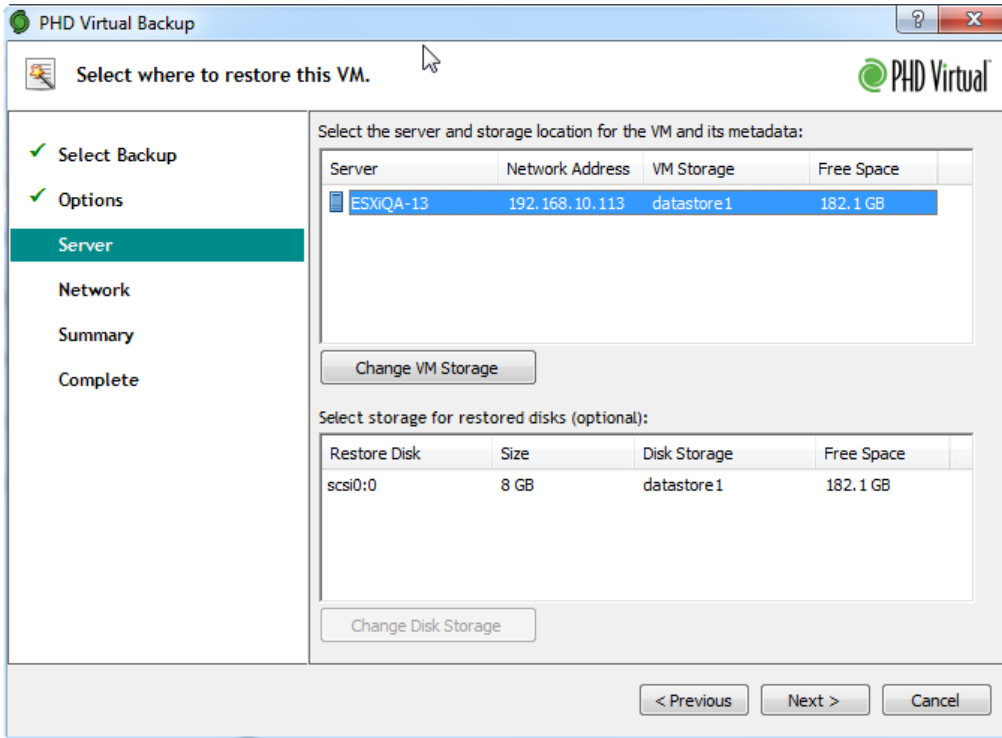 PHD Virtual Backup
?
Select where to restore this VM.
PHD Virtual
Select Backup
Options
Server
Network
Summary
Complete
Select the server and storage location for the VM and its metadata:
Server Network Address VM Storage Free Space
ESXiQA-13 192.168.10.113 datastore1 182.1 GB
Change VM Storage
Select storage for restored disks (optional):
Restore Disk Size Disk Storage Free Space
scsi0:0 8 GB datastore1 182.1 GB
Change Disk Storage
< Previous Next > Cancel